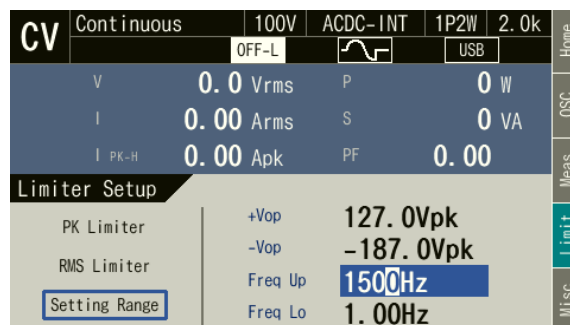 CV Continuous 100V ACDC-INT 1P2W 2.0k
OFF-L USB
V 0.0 Vrms P 0 W
I 0.00 Arms S 0 VA
I PK-H 0.00 Apk PF 0.00
Limiter Setup
PK Limiter
RMS Limiter
Setting Range
+Vop 127.0Vpk
-Vop -187.0Vpk
Freq Up 1500Hz
Freq Lo 1.00Hz
Home
OSC
Meas
Limit
Misc